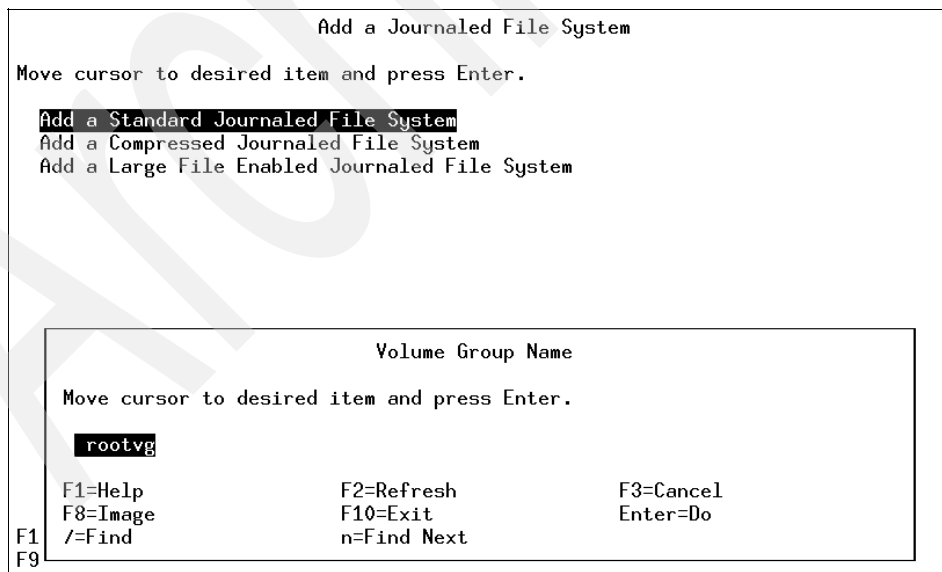 Add a Journaled File System
Move cursor to desired item and press Enter.
Add a Standard Journaled File System
Add a Compressed Journaled File System
Add a Large File Enabled Journaled File System
Volume Group Name
Move cursor to desired item and press Enter.
rootvg
F1=Help F2=Refresh F3=Cancel
F8=Image F10=Exit Enter=Do
F1 /=Find n=Find Next
F9